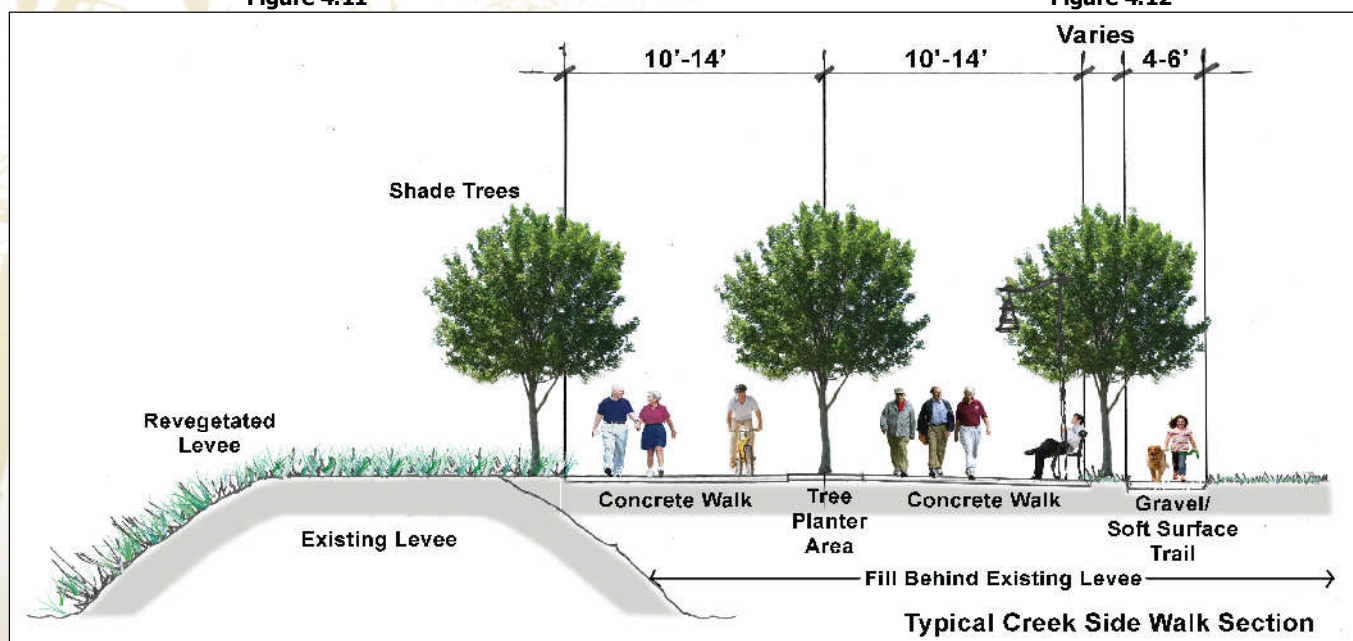 Figure 4.11
Figure 4.12
Varies
10'-14'
10'-14'
4-6'
Shade Trees
Revegetated
Levee
Concrete Walk
Tree
Planter
Area
Concrete Walk
Gravel/
Soft Surface
Trail
Existing Levee
Fill Behind Existing Levee
Typical Creek Side Walk Section